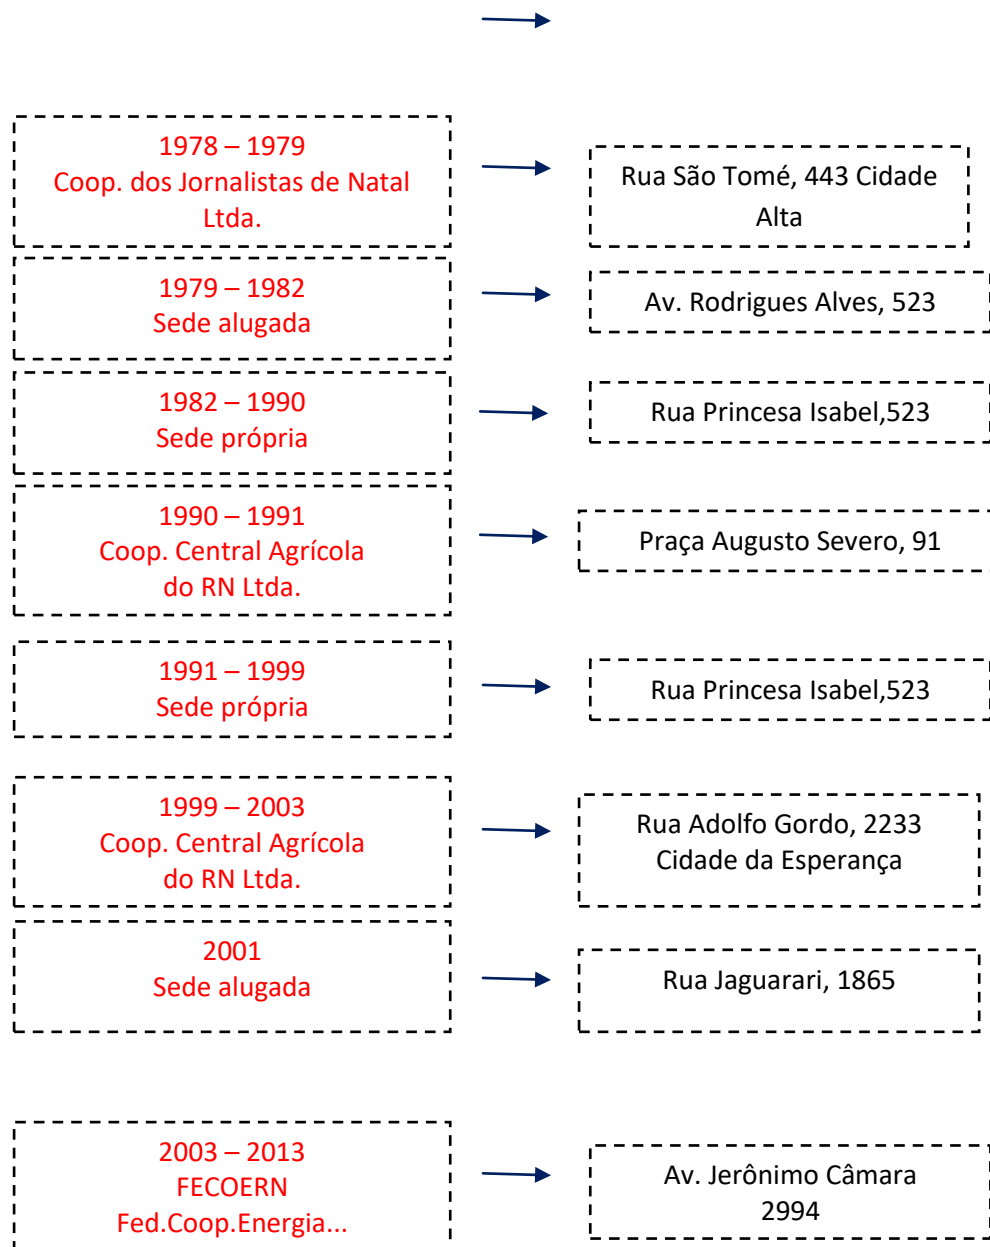 1978 – 1979
Coop. dos Jornalistas de Natal
Ltda.
Rua São Tomé, 443 Cidade
Alta
1979 – 1982
Sede alugada
Av. Rodrigues Alves, 523
1982 – 1990
Sede própria
Rua Princesa Isabel,523
1990 – 1991
Coop. Central Agrícola
do RN Ltda.
Praça Augusto Severo, 91
1991 – 1999
Sede própria
Rua Princesa Isabel,523
1999 – 2003
Coop. Central Agrícola
do RN Ltda.
Rua Adolfo Gordo, 2233
Cidade da Esperança
2001
Sede alugada
Rua Jaguarari, 1865
2003 – 2013
FECOERN
Fed.Coop.Energia...
Av. Jerônimo Câmara
2994